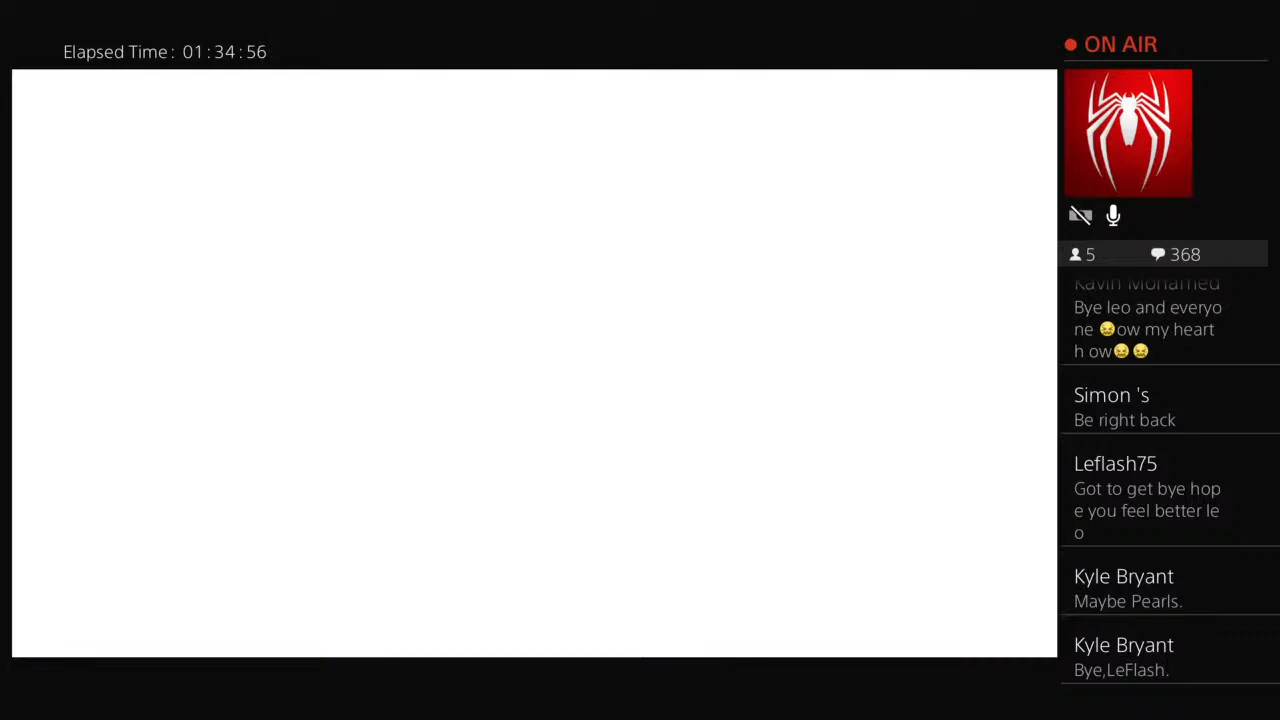 Elapsed Time: 01:34:56
ON AIR
5 368
Kavin Mohamed
Bye leo and everyo
ne 😖ow my heart
h ow😖😖
Simon 's
Be right back
Leflash75
Got to get bye hop
e you feel better le
o
Kyle Bryant
Maybe Pearls.
Kyle Bryant
Bye,LeFlash.